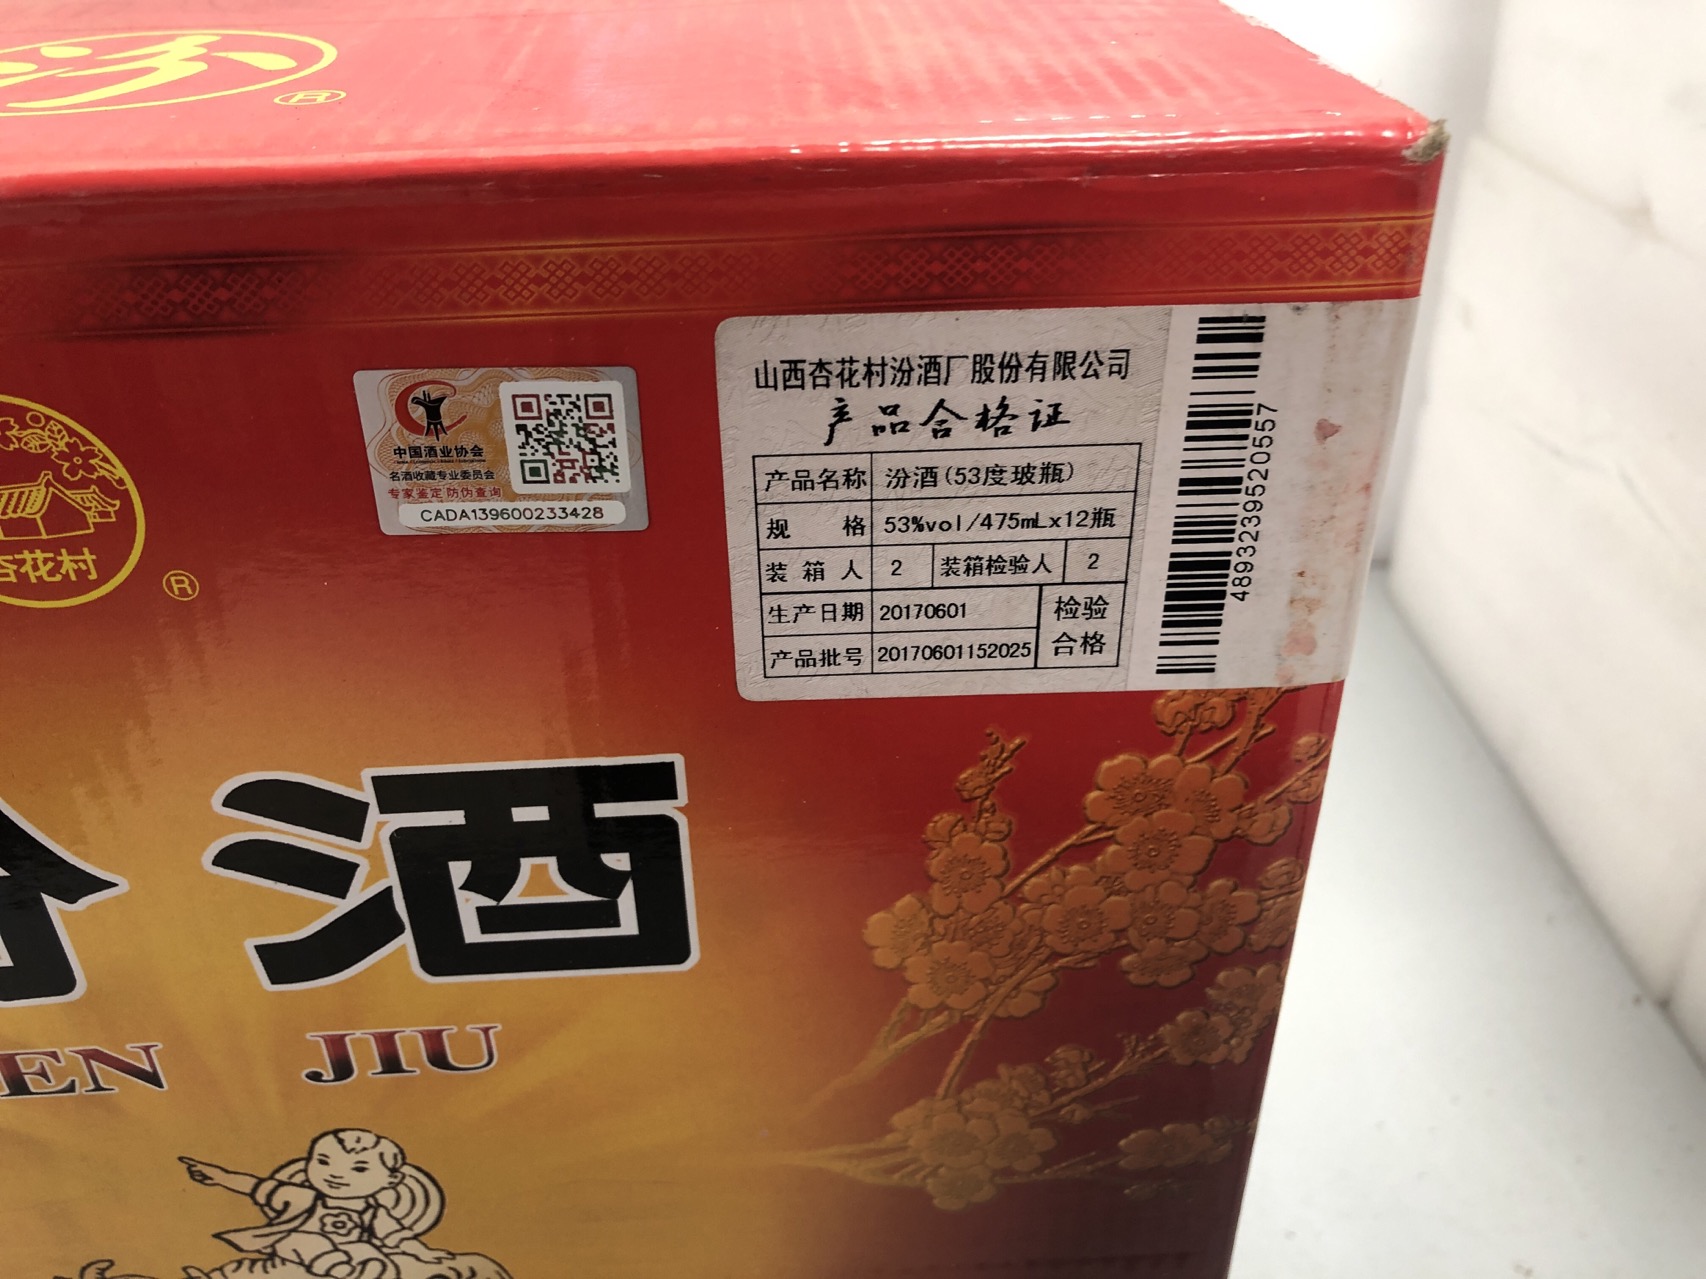 汾
®
中国酒业协会
名酒收藏专业委员会
专家鉴定 防伪查询
CADA139600233428
山西杏花村汾酒厂股份有限公司
产品合格证
产品名称 汾酒(53度玻瓶)
规格 53%vol/475mLx12瓶
装箱人 2 装箱检验人 2
生产日期 20170601 检验
产品批号 20170601152025 合格
4893239520557
杏花村
®
汾酒
EN JIU